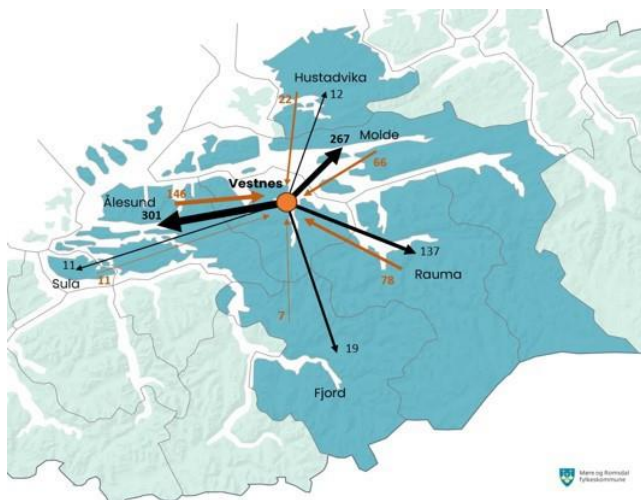 Hustadvika
22
12
267
Molde
66
Vestnes
146
Ålesund
301
11
11
Sula
137
Rauma
78
7
19
Fjord
Møre og Romsdal
fylkeskommune